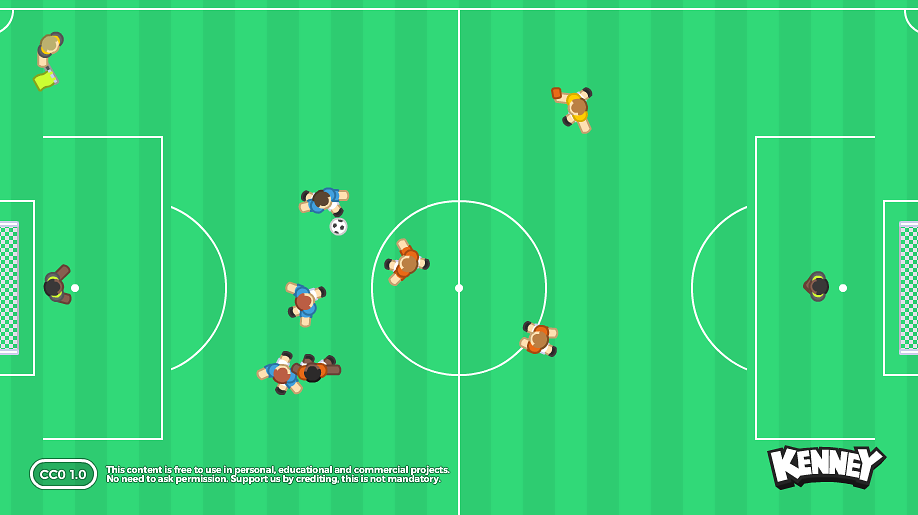 CC0 1.0
This content is free to use in personal, educational and commercial projects.
No need to ask permission. Support us by crediting, this is not mandatory.
KENNEY